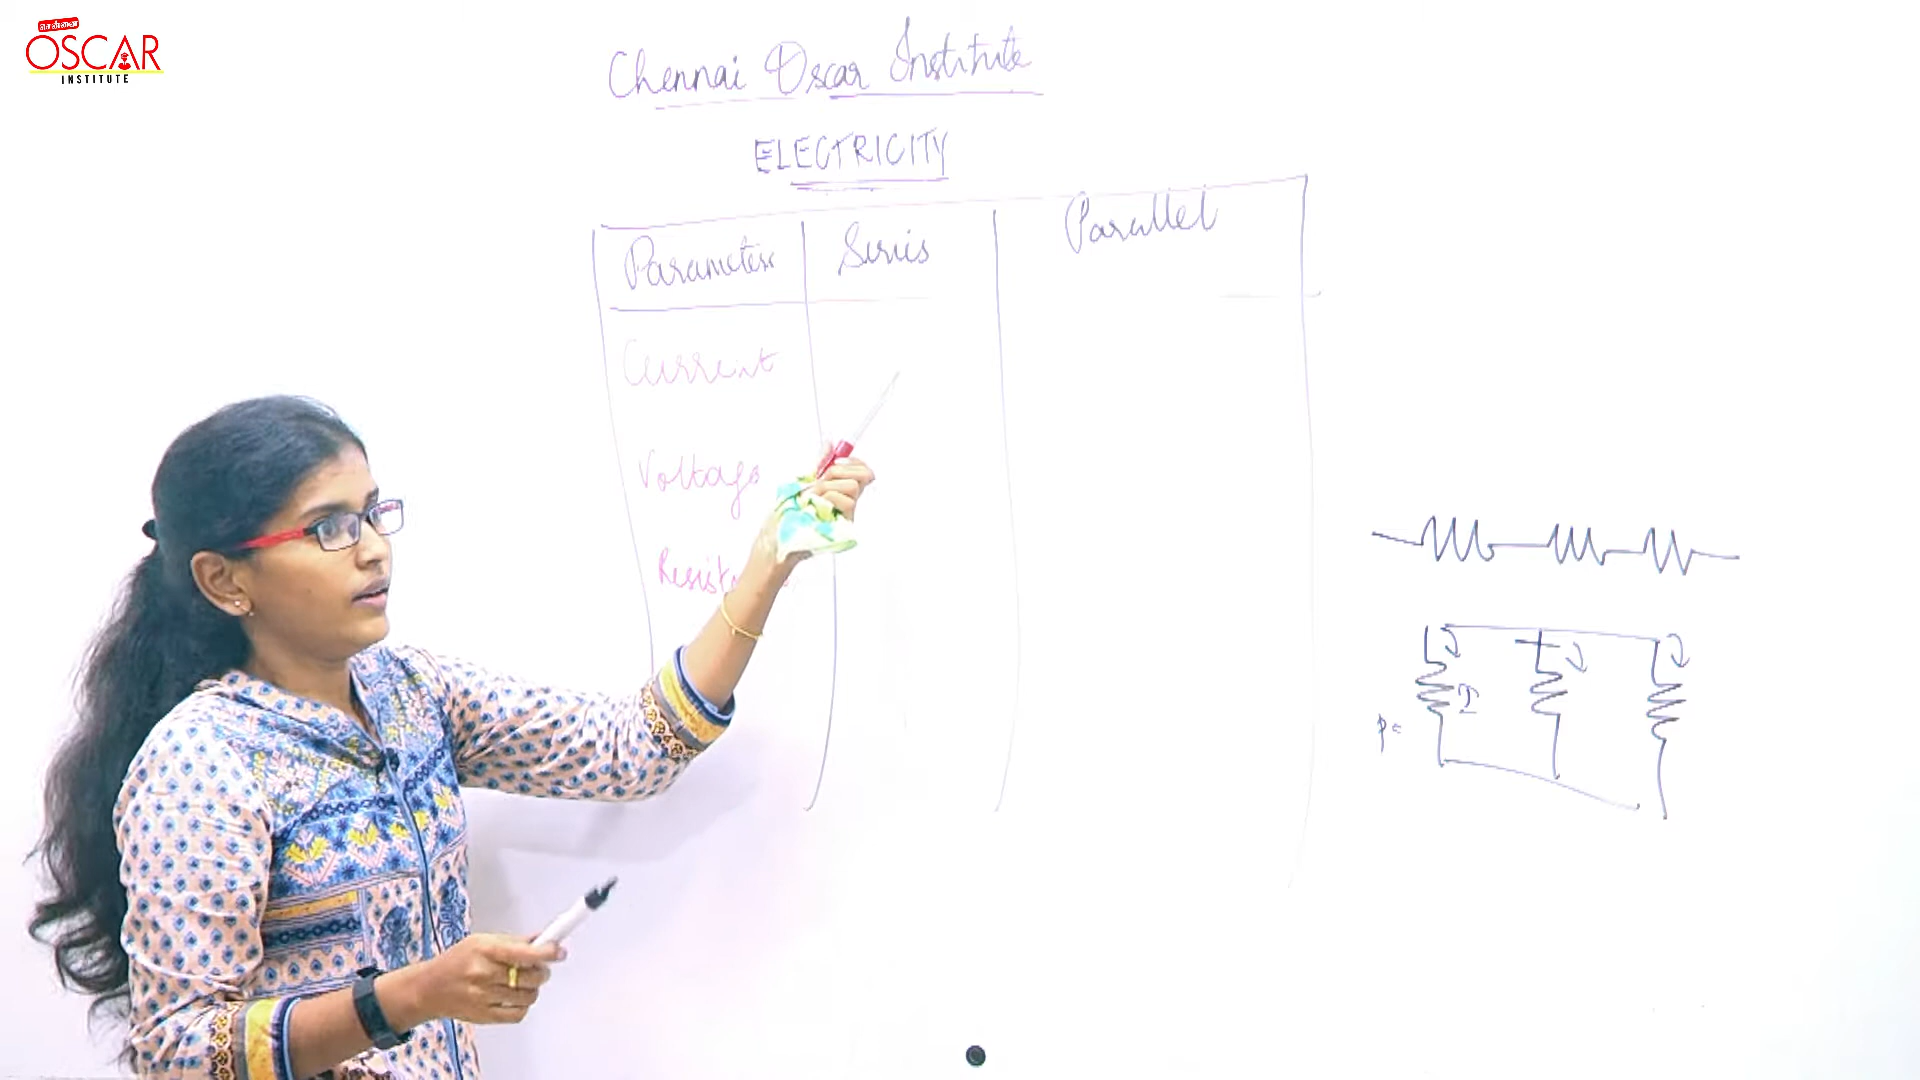 OSCAR
INSTITUTE
Chennai Oscar Institute
ELECTRICITY
Parameter Series Parallel
Current
Voltage
I